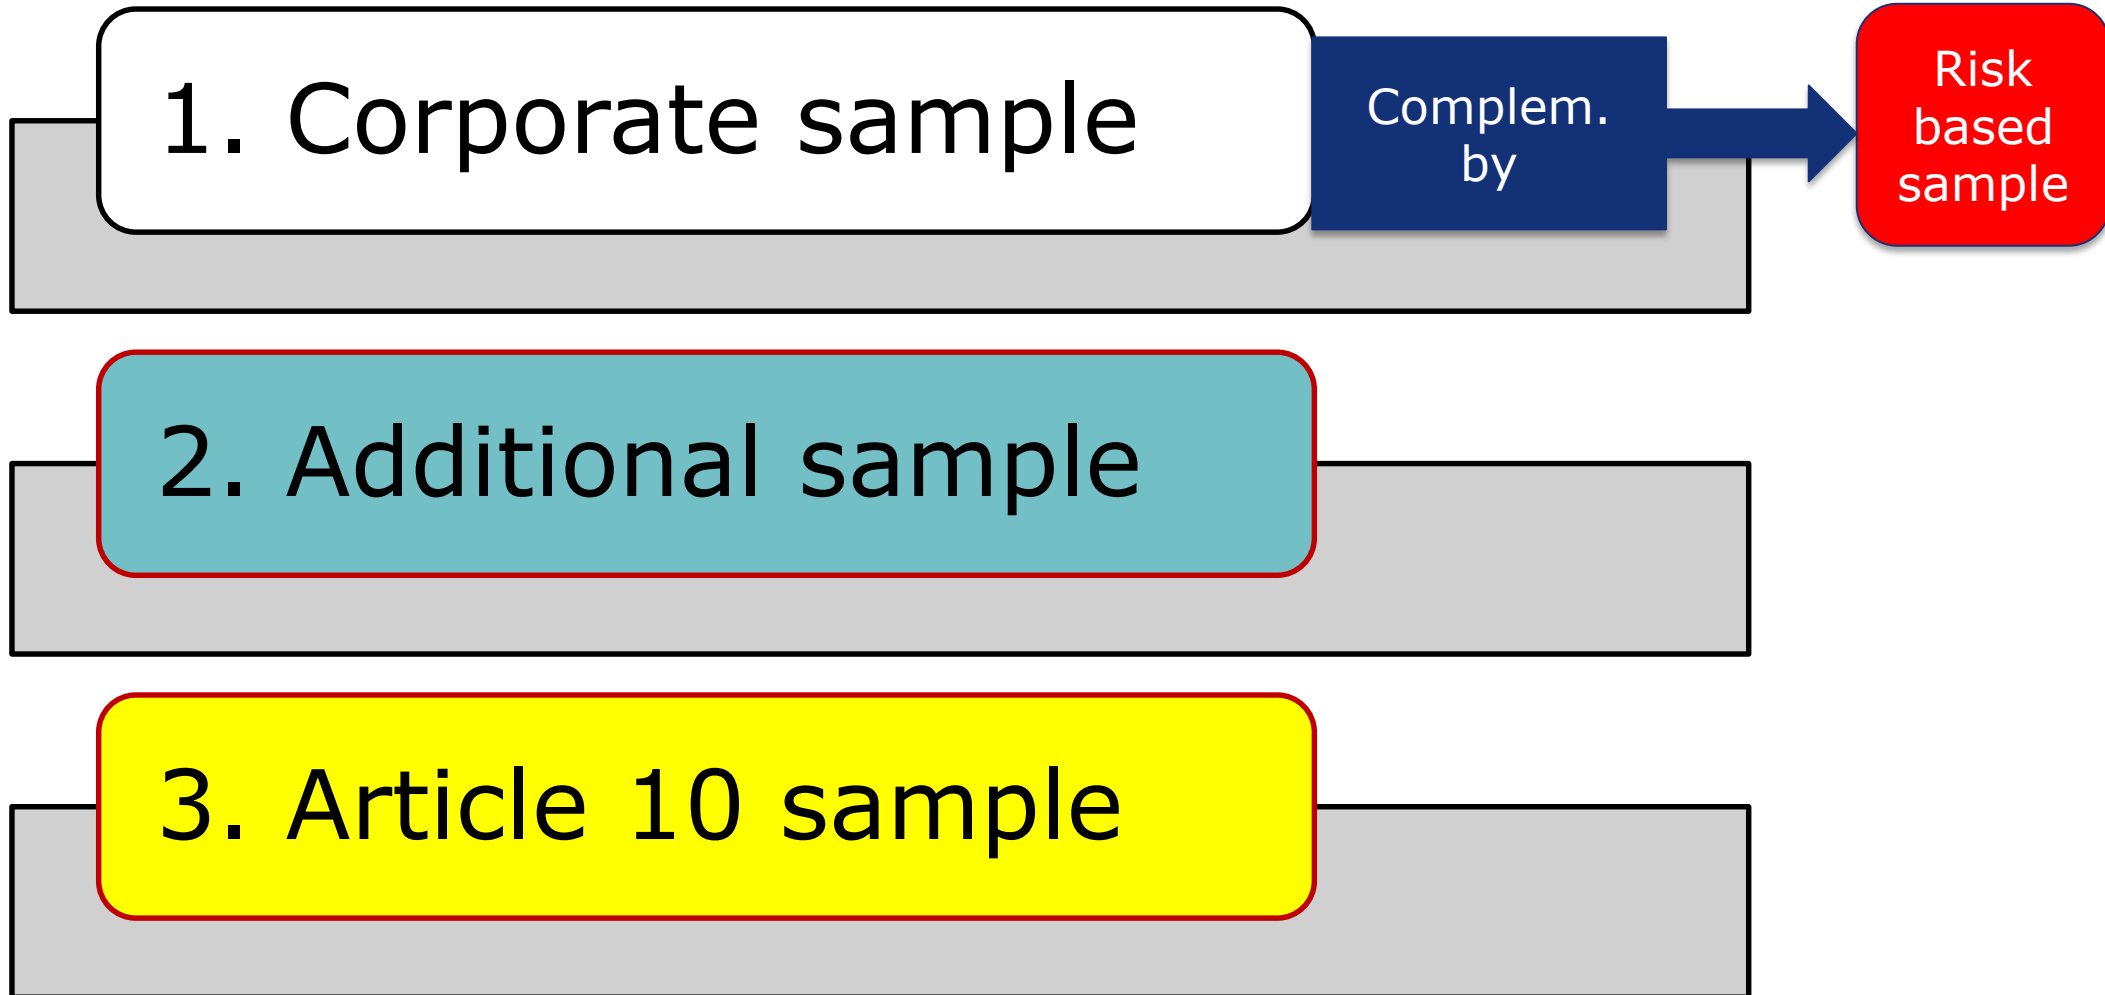 1. Corporate sample
Complem.
by
Risk
based
sample
2. Additional sample
3. Article 10 sample